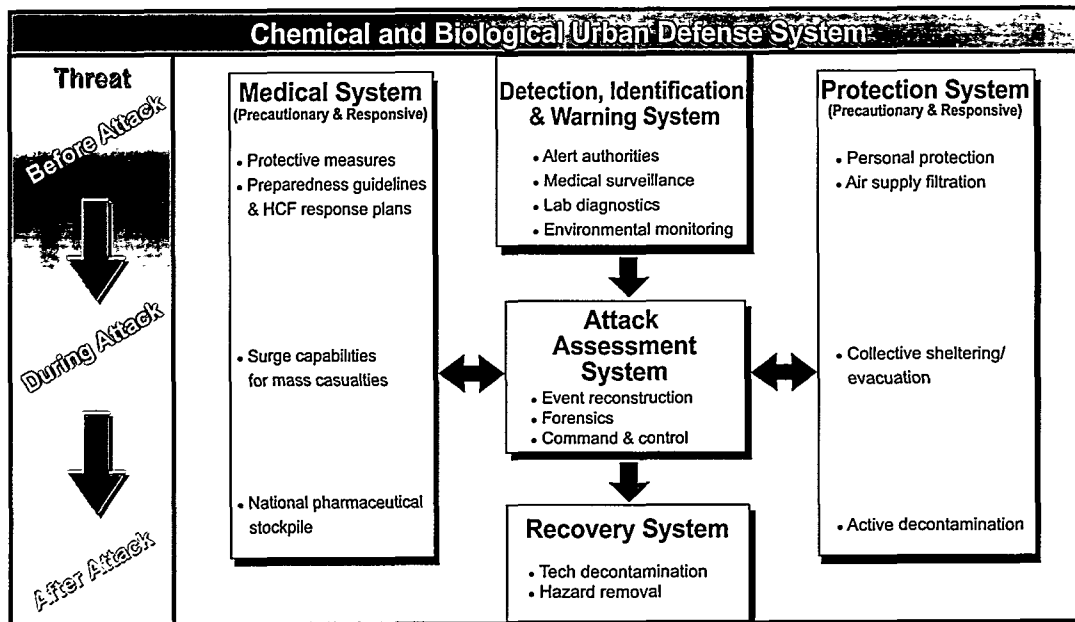 Chemical and Biological Urban Defense System
Threat
Before Attack
During Attack
After Attack
Medical System
(Precautionary & Responsive)
• Protective measures
• Preparedness guidelines
& HCF response plans
• Surge capabilities
for mass casualties
• National pharmaceutical
stockpile
Detection, Identification
& Warning System
• Alert authorities
• Medical surveillance
• Lab diagnostics
• Environmental monitoring
Attack
Assessment
System
• Event reconstruction
• Forensics
• Command & control
Recovery System
• Tech decontamination
• Hazard removal
Protection System
(Precautionary & Responsive)
• Personal protection
• Air supply filtration
• Collective sheltering/
evacuation
• Active decontamination